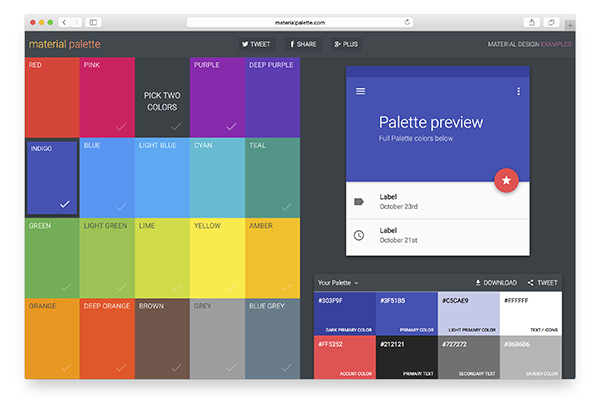 materialpalette.com
material palette
TWEET
SHARE
PLUS
MATERIAL DESIGN EXAMPLES
RED
PINK
PICK TWO
COLORS
PURPLE
DEEP PURPLE
INDIGO
BLUE
LIGHT BLUE
CYAN
TEAL
GREEN
LIGHT GREEN
LIME
YELLOW
AMBER
ORANGE
DEEP ORANGE
BROWN
GREY
BLUE GREY
Palette preview
Full Palette colors below
Label
October 23rd
Label
October 21st
Your Palette
DOWNLOAD
TWEET
#303F9F
DARK PRIMARY COLOR
#3F51B5
PRIMARY COLOR
#C5CAE9
LIGHT PRIMARY COLOR
#FFFFFF
TEXT / ICONS
#FF5252
ACCENT COLOR
#212121
PRIMARY TEXT
#727272
SECONDARY TEXT
#B6B6B6
DIVIDER COLOR